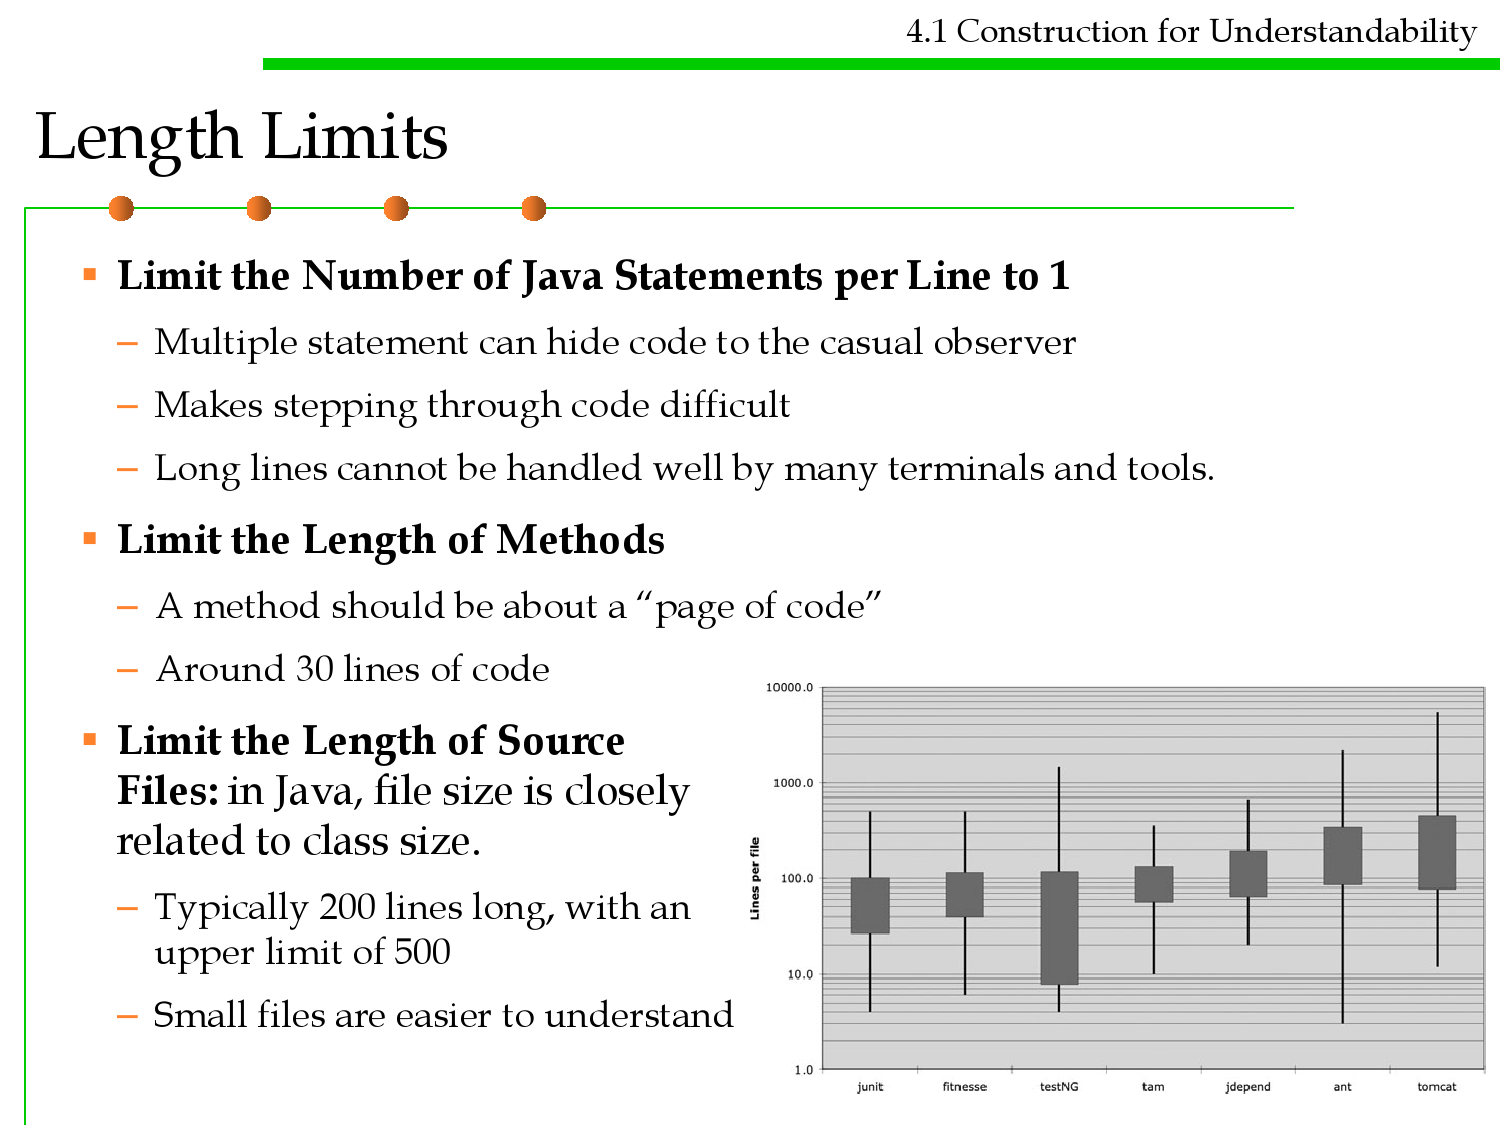 4.1 Construction for Understandability
Length Limits
▪ Limit the Number of Java Statements per Line to 1
– Multiple statement can hide code to the casual observer
– Makes stepping through code difficult
– Long lines cannot be handled well by many terminals and tools.
▪ Limit the Length of Methods
– A method should be about a “page of code”
– Around 30 lines of code
▪ Limit the Length of Source
Files: in Java, file size is closely
related to class size.
– Typically 200 lines long, with an
upper limit of 500
– Small files are easier to understand
Lines per file
10000.0
1000.0
100.0
10.0
1.0
junit fitnesse testNG tam jdepend ant tomcat